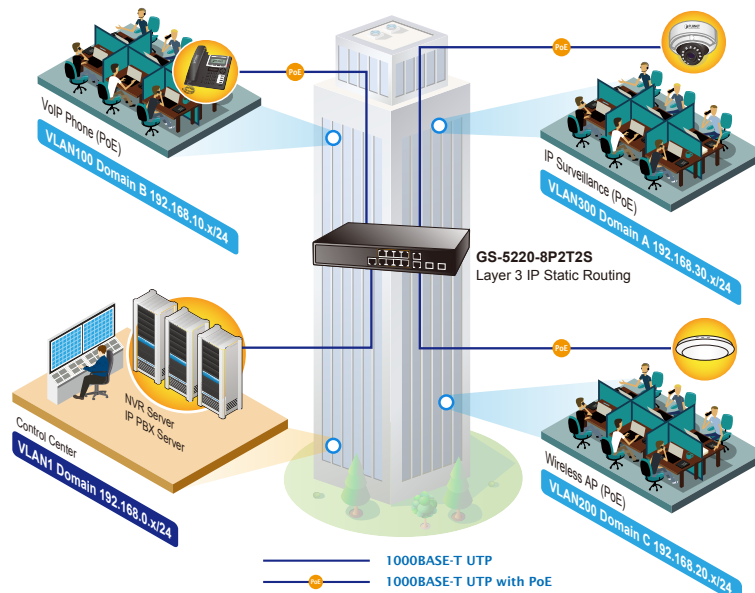 PoE
PoE
VoIP Phone (PoE)
VLAN100 Domain B 192.168.10.x/24
IP Surveillance (PoE)
VLAN300 Domain A 192.168.30.x/24
GS-5220-8P2T2S
Layer 3 IP Static Routing
PoE
NVR Server
IP PBX Server
Control Center
VLAN1 Domain 192.168.0.x/24
Wireless AP (PoE)
VLAN200 Domain C 192.168.20.x/24
1000BASE-T UTP
PoE
1000BASE-T UTP with PoE